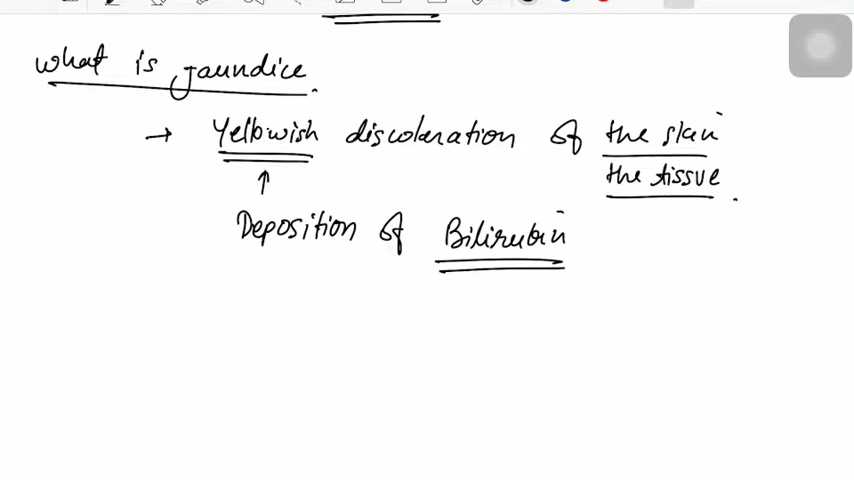 what is jaundice.
→ Yellowish discoloration of the skin
the tissue.
↑
Deposition of Bilirubin